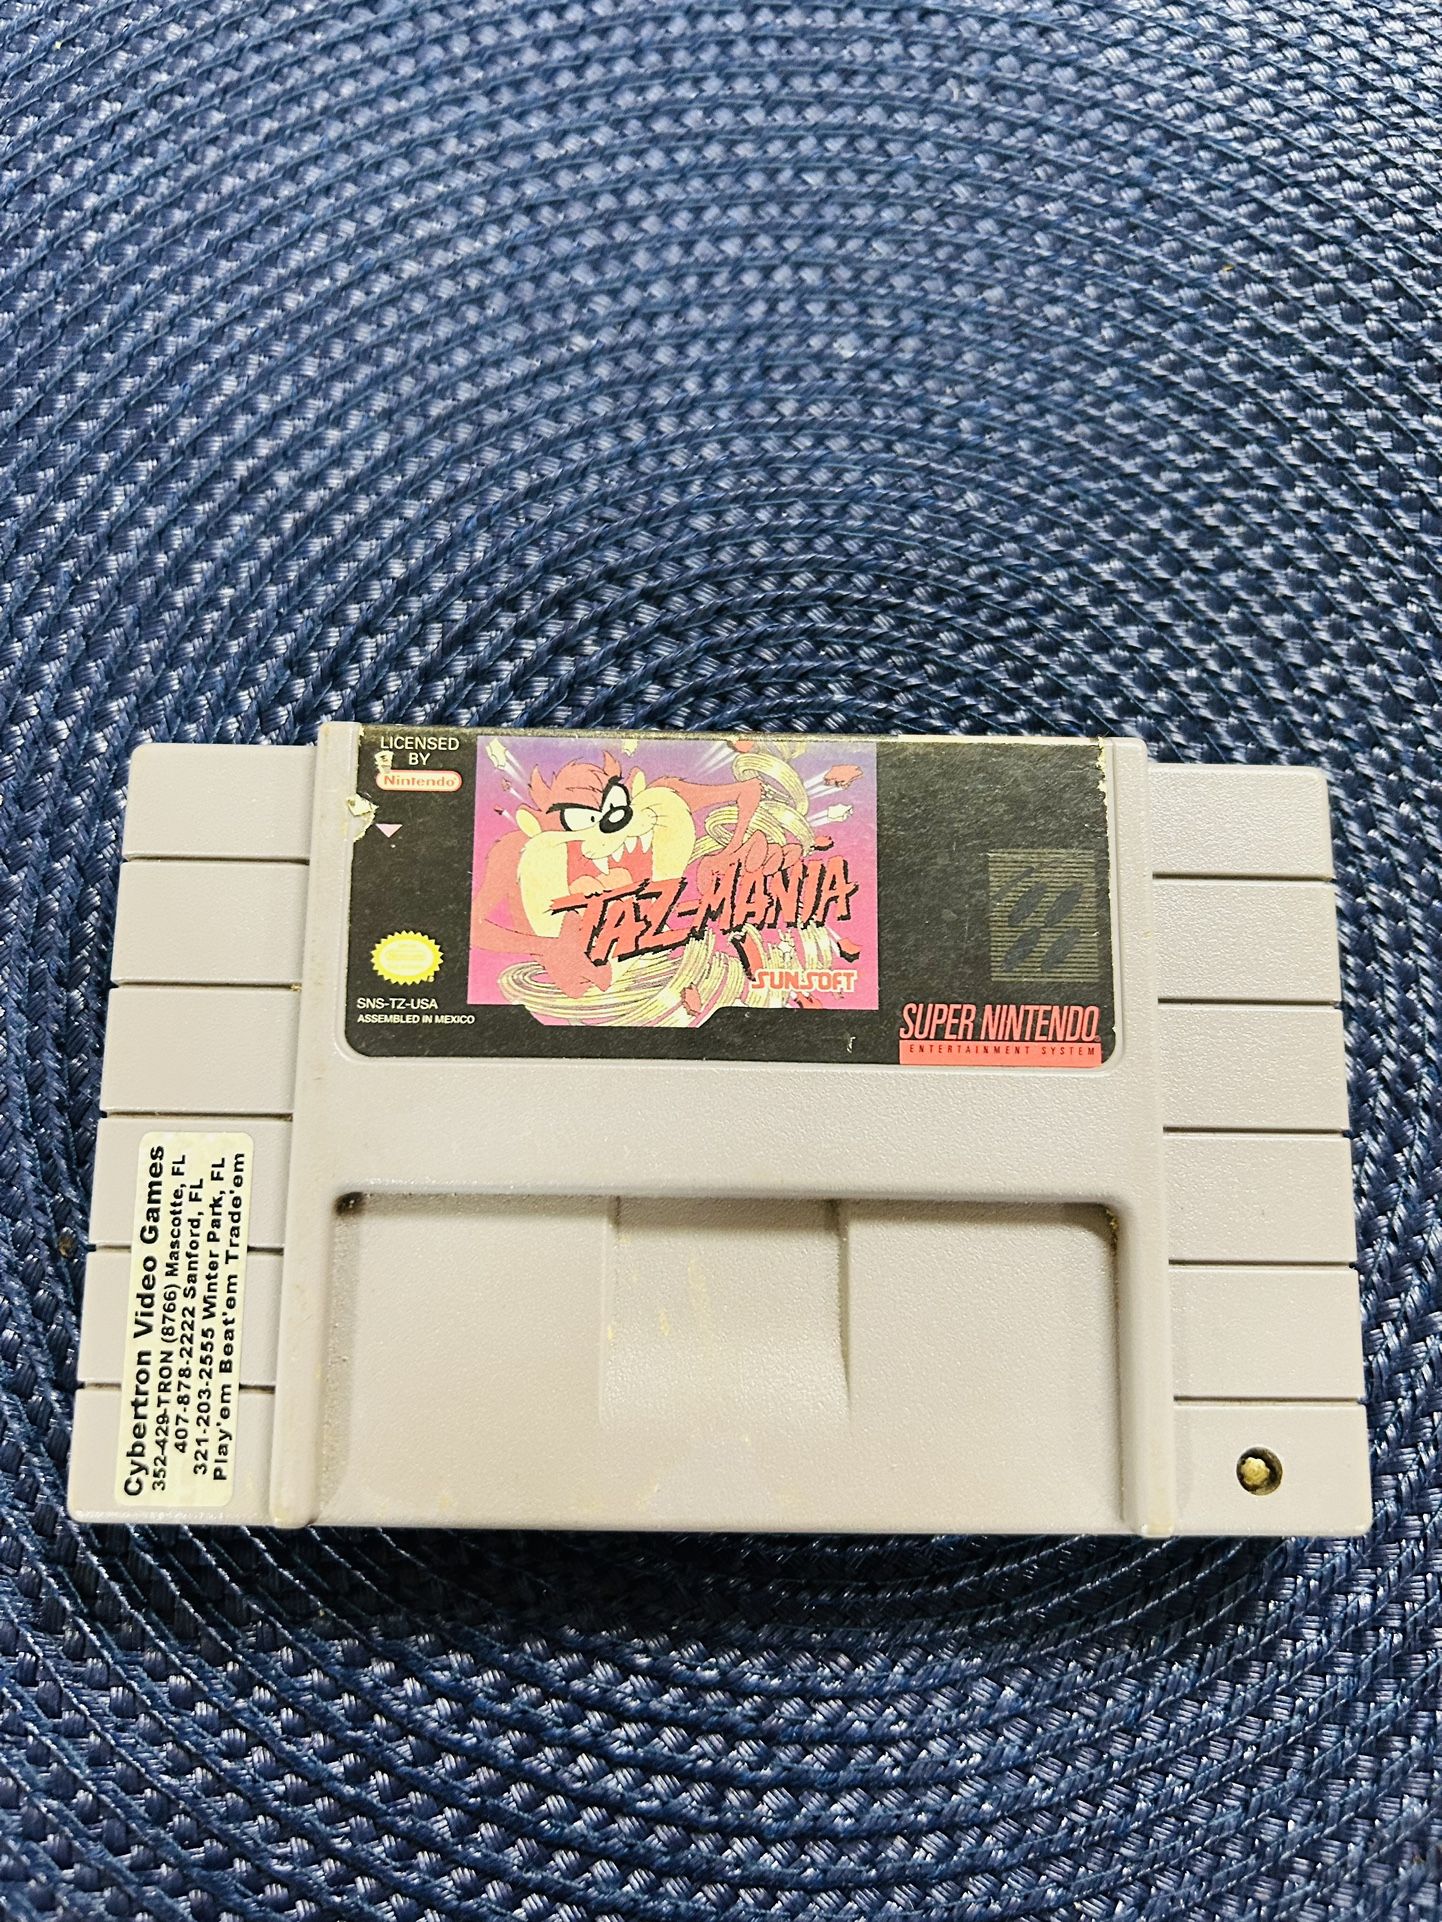 LICENSED
BY
Nintendo
TAZ-MANIA
SUNSOFT
SNS-TZ-USA
ASSEMBLED IN MEXICO
SUPER NINTENDO
ENTERTAINMENT SYSTEM
Cybertron Video Games
352-429-TRON (8766) Mascotte, FL
407-878-2222 Sanford, FL
321-203-2555 Winter Park, FL
Play'em Beat'em Trade'em